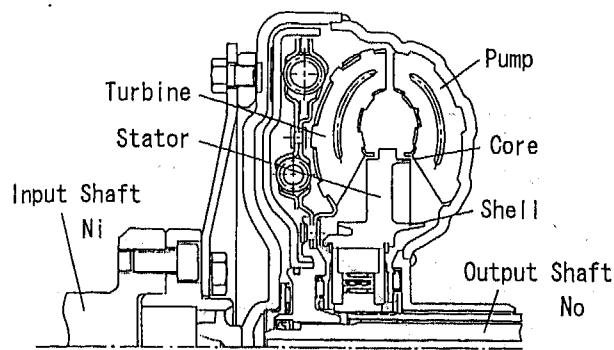 Pump
Turbine
Stator
Core
Input Shaft
Ni
Shell
Output Shaft
No